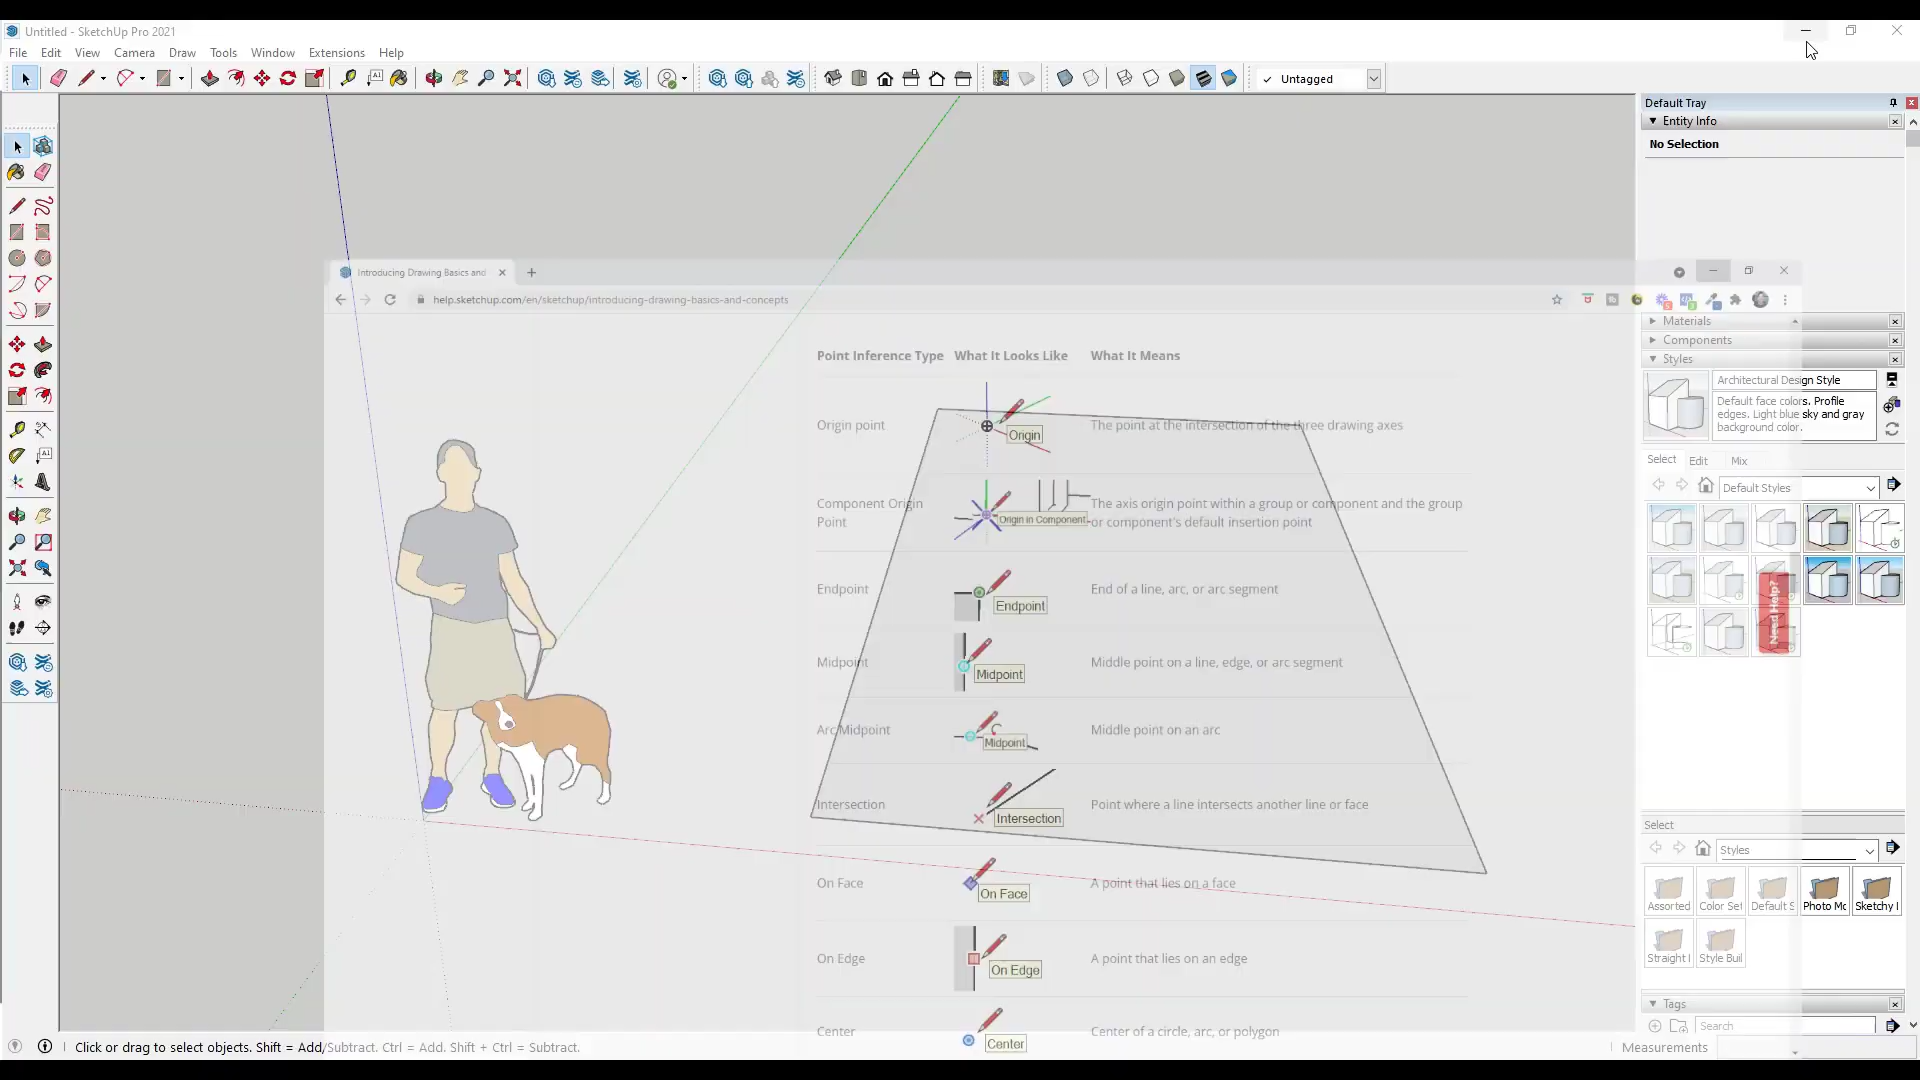 Untitled - SketchUp Pro 2021
File Edit View Camera Draw Tools Window Extensions Help
Untagged
Default Tray
Entity Info
No Selection
Introducing Drawing Basics and
help.sketchup.com/en/sketchup/introducing-drawing-basics-and-concepts
Materials
Components
Styles
Architectural Design Style
Default face colors. Profile
edges. Light blue sky and gray
background color.
Select Edit Mix
Default Styles
Need Help?
Point Inference Type What It Looks Like What It Means
Origin point Origin The point at the intersection of the three drawing axes
Component Origin
Point
Origin in Component
The axis origin point within a group or component and the group
or component's default insertion point
Endpoint Endpoint End of a line, arc, or arc segment
Midpoint Midpoint Middle point on a line, edge, or arc segment
Arc Midpoint Midpoint Middle point on an arc
Intersection Intersection Point where a line intersects another line or face
On Face On Face A point that lies on a face
On Edge On Edge A point that lies on an edge
Center Center Center of a circle, arc, or polygon
Select
Styles
Assorted Color Set Default S Photo Mo Sketchy I
Straight l Style Buil
Tags
Search
Click or drag to select objects. Shift = Add/Subtract. Ctrl = Add. Shift + Ctrl = Subtract.
Measurements